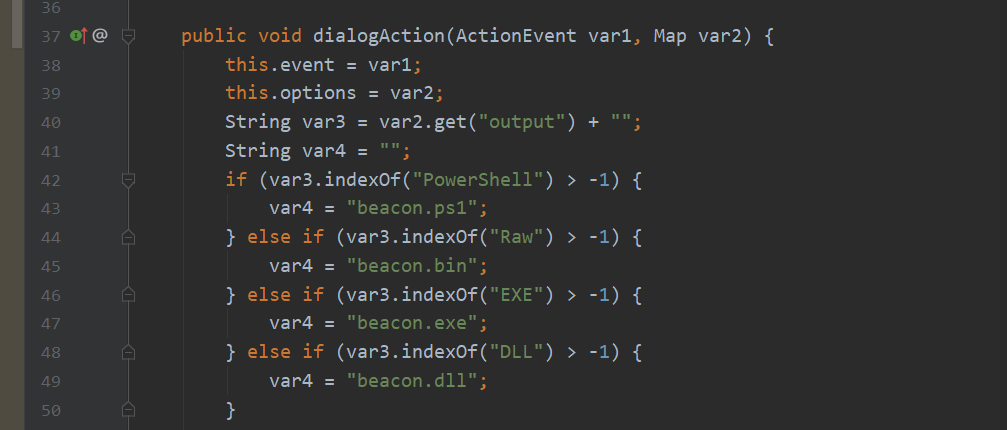 36
37 @ public void dialogAction(ActionEvent var1, Map var2) {
38 this.event = var1;
39 this.options = var2;
40 String var3 = var2.get("output") + "";
41 String var4 = "";
42 if (var3.indexOf("PowerShell") > -1) {
43 var4 = "beacon.ps1";
44 } else if (var3.indexOf("Raw") > -1) {
45 var4 = "beacon.bin";
46 } else if (var3.indexOf("EXE") > -1) {
47 var4 = "beacon.exe";
48 } else if (var3.indexOf("DLL") > -1) {
49 var4 = "beacon.dll";
50 }